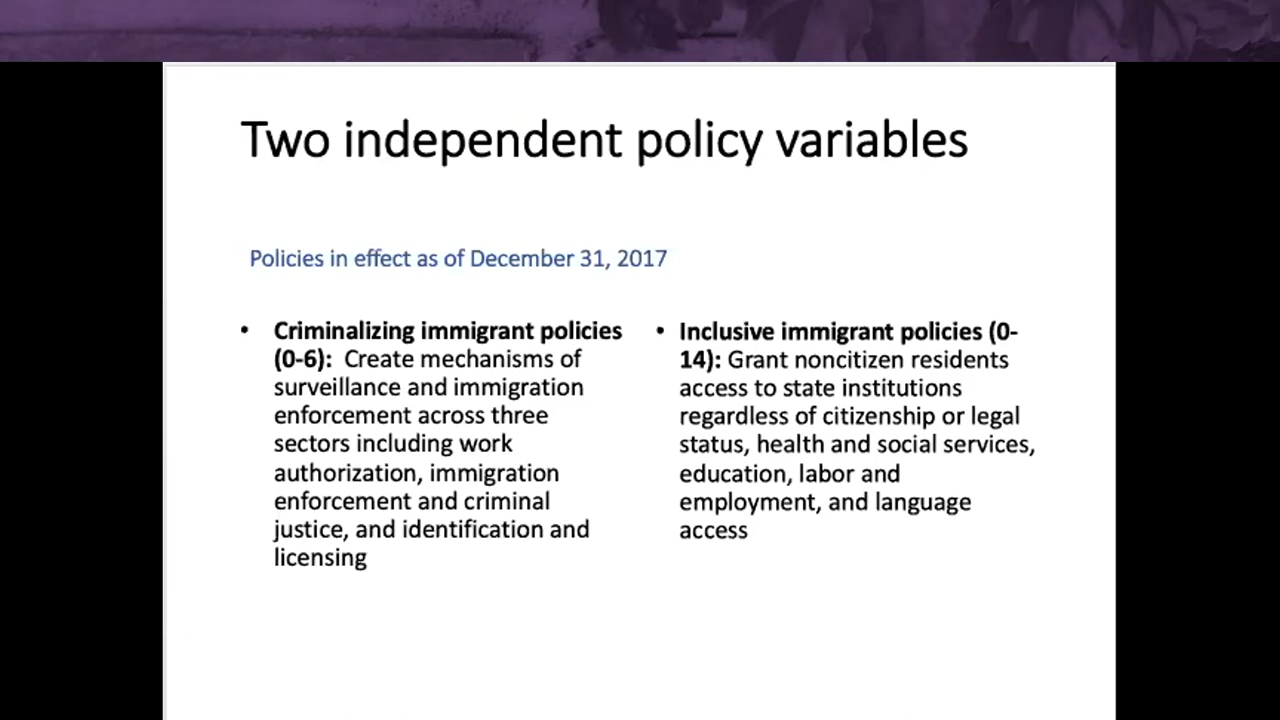 Two independent policy variables
Policies in effect as of December 31, 2017
• Criminalizing immigrant policies
(0-6): Create mechanisms of
surveillance and immigration
enforcement across three
sectors including work
authorization, immigration
enforcement and criminal
justice, and identification and
licensing
• Inclusive immigrant policies (0-
14): Grant noncitizen residents
access to state institutions
regardless of citizenship or legal
status, health and social services,
education, labor and
employment, and language
access